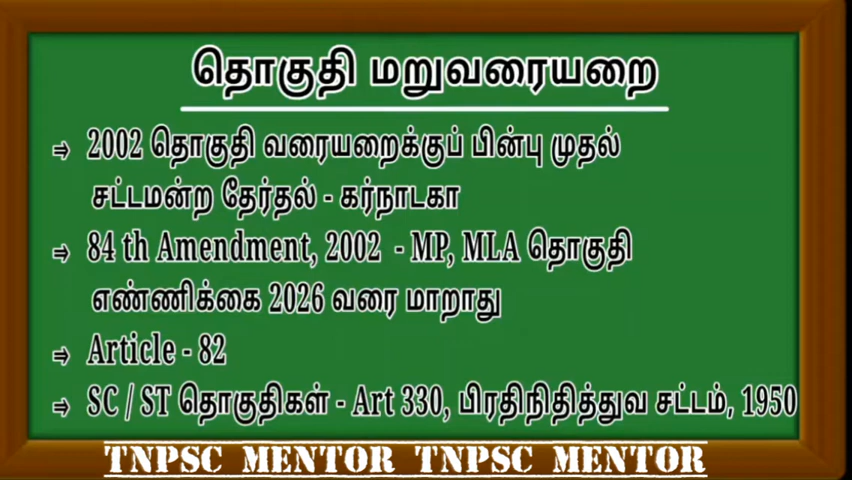 தொகுதி மறுவரையறை
⇒ 2002 தொகுதி வரையறைக்குப் பின்பு முதல்
சட்டமன்ற தேர்தல் - கர்நாடகா
⇒ 84 th Amendment, 2002 - MP, MLA தொகுதி
எண்ணிக்கை 2026 வரை மாறாது
⇒ Article - 82
⇒ SC / ST தொகுதிகள் - Art 330, பிரதிநிதித்துவ சட்டம், 1950
TNPSC MENTOR TNPSC MENTOR